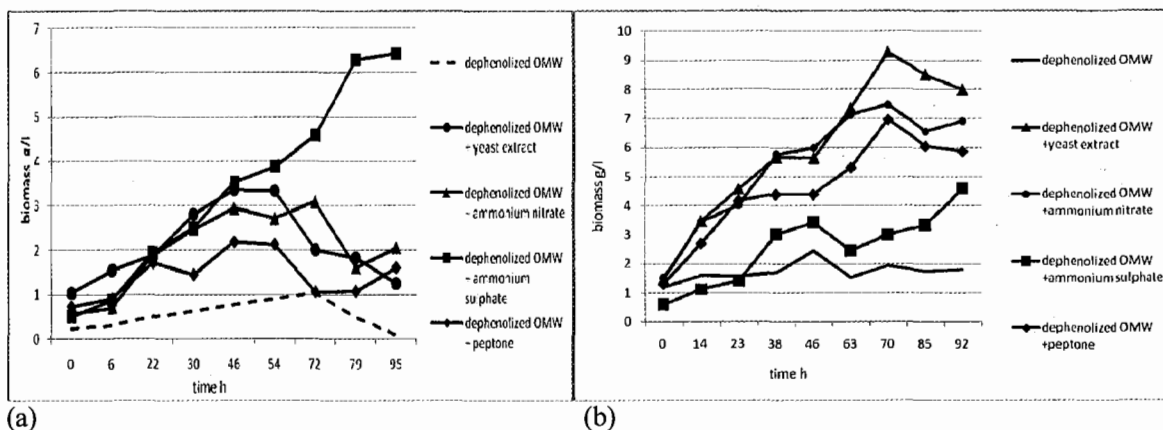 7
6
5
4
3
2
1
0
biomass g/l
0 6 22 30 46 54 72 79 95
time h
dephenolized OMW
dephenolized OMW
- yeast extract
dephenolized OMW
- ammonium nitrate
dephenolized OMW
- ammonium
sulphate
dephenolized OMW
- peptone
(a)
10
9
8
7
6
5
4
3
2
1
0
biomass g/l
0 14 23 38 46 63 70 85 92
time h
dephenolized OMW
dephenolized OMW
+yeast extract
dephenolized OMW
+ammonium nitrate
dephenolized OMW
+ammonium sulphate
dephenolized OMW
+peptone
(b)